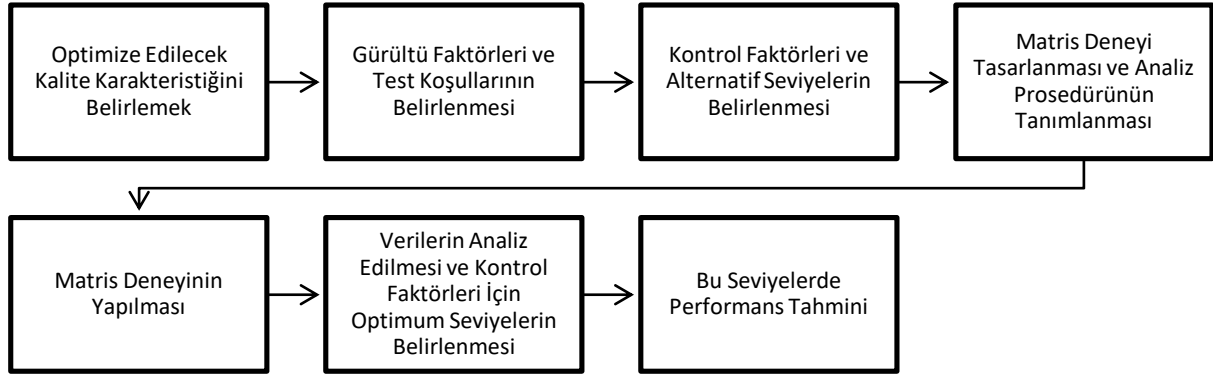 Optimize Edilecek
Kalite Karakteristiğini
Belirlemek
Gürültü Faktörleri ve
Test Koşullarının
Belirlenmesi
Kontrol Faktörleri ve
Alternatif Seviyelerin
Belirlenmesi
Matris Deneyi
Tasarlanması ve Analiz
Prosedürünün
Tanımlanması
Matris Deneyinin
Yapılması
Verilerin Analiz
Edilmesi ve Kontrol
Faktörleri İçin
Optimum Seviyelerin
Belirlenmesi
Bu Seviyelerde
Performans Tahmini